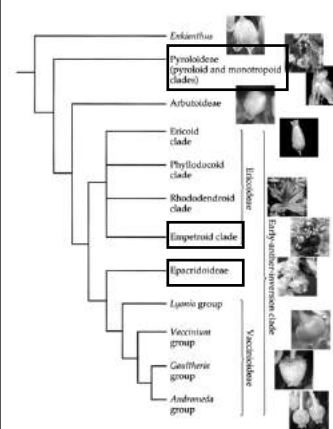 Enkianthus
Pyroloideae
(pyroloid and monotropoid
clades)
Arbutoideae
Ericoid
clade
Phyllodocoid
clade
Rhododendroid
clade
Empetroid clade
Ericoideae
Epacridoideae
Lyonia group
Vaccinium
group
Gaultheria
group
Andromeda
group
Vaccinioideae
Early-anther-inversion clade